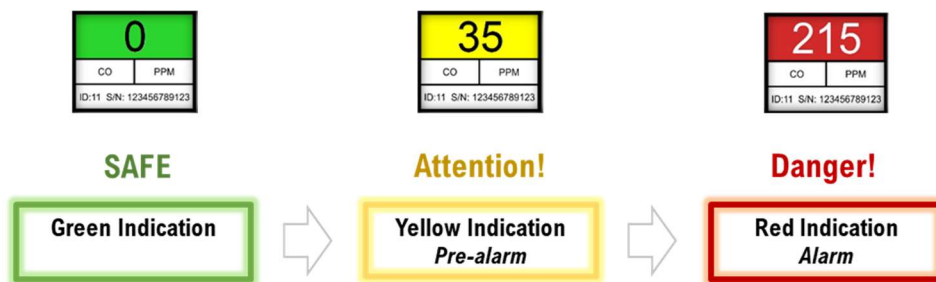 0
CO PPM
ID:11 S/N: 123456789123
35
CO PPM
ID:11 S/N: 123456789123
215
CO PPM
ID:11 S/N: 123456789123
SAFE
Attention!
Danger!
Green Indication
Yellow Indication
Pre-alarm
Red Indication
Alarm